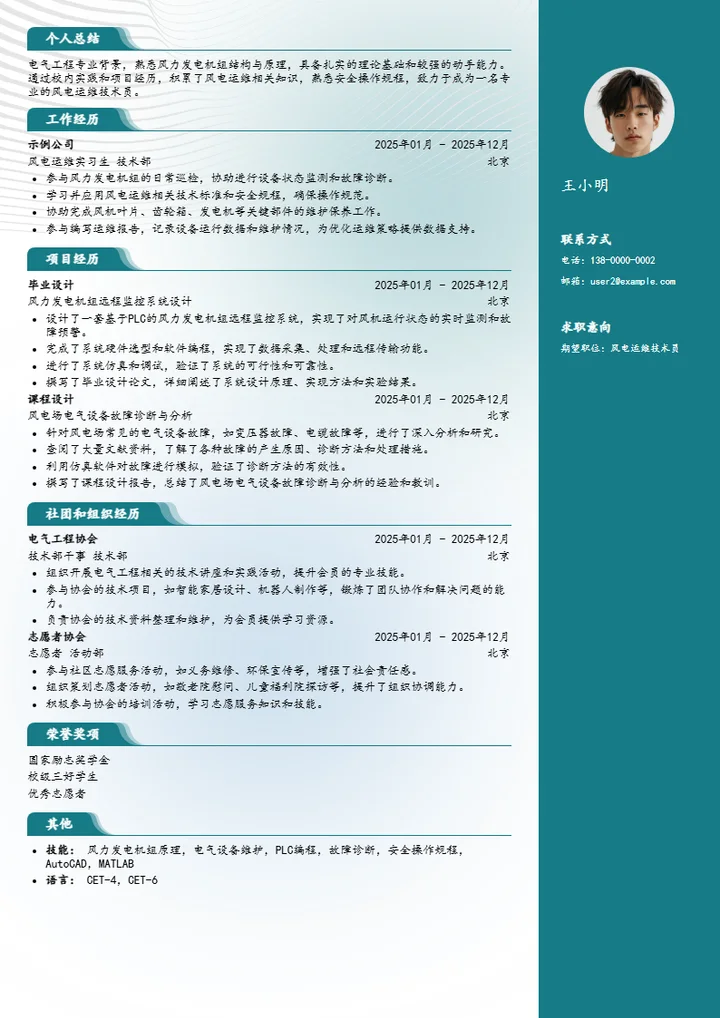 个人总结
电气工程专业背景，熟悉风力发电机组结构与原理，具备扎实的理论基础和较强的动手能力。
通过校内实践和项目经历，积累了风电运维相关知识，熟悉安全操作规程，致力于成为一名专
业的风电运维技术员。
工作经历
示例公司 2025年01月 - 2025年12月
风电运维实习生 技术部 北京
• 参与风力发电机组的日常巡检，协助进行设备状态监测和故障诊断。
• 学习并应用风电运维相关技术标准和安全规程，确保操作规范。
• 协助完成风机叶片、齿轮箱、发电机等关键部件的维护保养工作。
• 参与编写运维报告，记录设备运行数据和维护情况，为优化运维策略提供数据支持。
项目经历
毕业设计 2025年01月 - 2025年12月
风力发电机组远程监控系统设计 北京
• 设计了一套基于PLC的风力发电机组远程监控系统，实现了对风机运行状态的实时监测和故
障预警。
• 完成了系统硬件选型和软件编程，实现了数据采集、处理和远程传输功能。
• 进行了系统仿真和调试，验证了系统的可行性和可靠性。
• 撰写了毕业设计论文，详细阐述了系统设计原理、实现方法和实验结果。
课程设计 2025年01月 - 2025年12月
风电场电气设备故障诊断与分析 北京
• 针对风电场常见的电气设备故障，如变压器故障、电缆故障等，进行了深入分析和研究。
• 查阅了大量文献资料，了解了各种故障的产生原因、诊断方法和处理措施。
• 利用仿真软件对故障进行模拟，验证了诊断方法的有效性。
• 撰写了课程设计报告，总结了风电场电气设备故障诊断与分析的经验和教训。
社团和组织经历
电气工程协会 2025年01月 - 2025年12月
技术部干事 技术部 北京
• 组织开展电气工程相关的技术讲座和实践活动，提升会员的专业技能。
• 参与协会的技术项目，如智能家居设计、机器人制作等，锻炼了团队协作和解决问题的能
力。
• 负责协会的技术资料整理和维护，为会员提供学习资源。
志愿者协会 2025年01月 - 2025年12月
志愿者 活动部 北京
• 参与社区志愿服务活动，如义务维修、环保宣传等，增强了社会责任感。
• 组织策划志愿者活动，如敬老院慰问、儿童福利院探访等，提升了组织协调能力。
• 积极参与协会的培训活动，学习志愿服务知识和技能。
荣誉奖项
国家励志奖学金
校级三好学生
优秀志愿者
其他
• 技能： 风力发电机组原理，电气设备维护，PLC编程，故障诊断，安全操作规程，
AutoCAD，MATLAB
• 语言： CET-4，CET-6
王小明
联系方式
电话：138-0000-0002
邮箱：user2@example.com
求职意向
期望职位：风电运维技术员